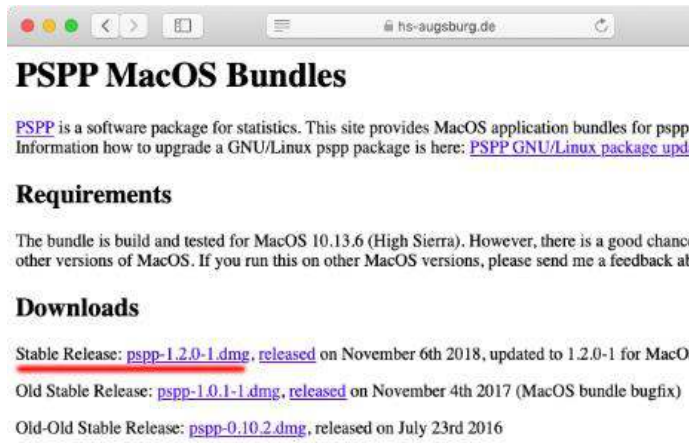 hs-augsburg.de
PSPP MacOS Bundles
PSPP is a software package for statistics. This site provides MacOS application bundles for pspp
Information how to upgrade a GNU/Linux pspp package is here: PSPP GNU/Linux package upda
Requirements
The bundle is build and tested for MacOS 10.13.6 (High Sierra). However, there is a good chance
other versions of MacOS. If you run this on other MacOS versions, please send me a feedback ab
Downloads
Stable Release: pspp-1.2.0-1.dmg, released on November 6th 2018, updated to 1.2.0-1 for MacO
Old Stable Release: pspp-1.0.1-1.dmg, released on November 4th 2017 (MacOS bundle bugfix)
Old-Old Stable Release: pspp-0.10.2.dmg, released on July 23rd 2016